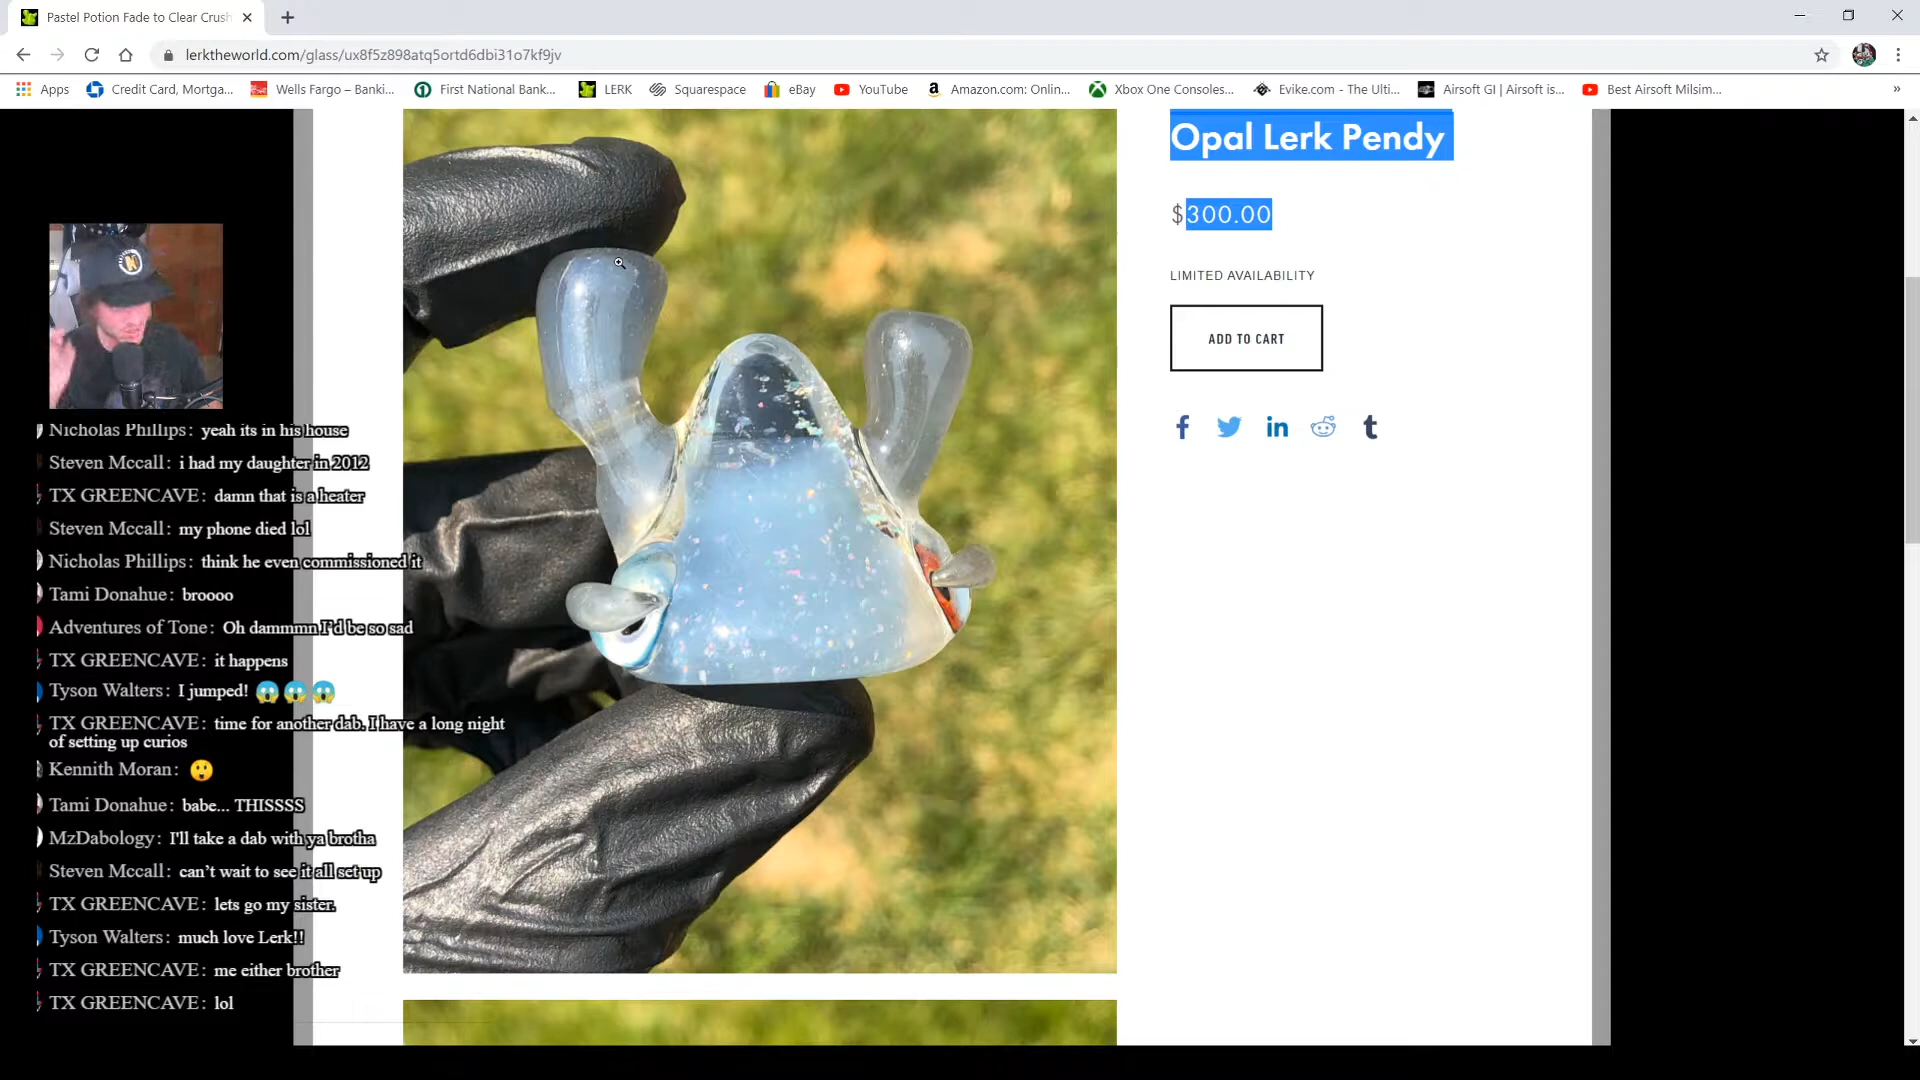 Pastel Potion Fade to Clear Crush
lerktheworld.com/glass/ux8f5z898atq5ortd6dbi31o7kf9jv
Apps
Credit Card, Mortga...
Wells Fargo – Banki...
First National Bank...
LERK
Squarespace
eBay
YouTube
Amazon.com: Onlin...
Xbox One Consoles...
Evike.com - The Ulti...
Airsoft GI | Airsoft is...
Best Airsoft Milsim...
»
Opal Lerk Pendy
$300.00
LIMITED AVAILABILITY
ADD TO CART
Nicholas Phillips: yeah its in his house
Steven Mccall: i had my daughter in 2012
TX GREENCAVE: damn that is a heater
Steven Mccall: my phone died lol
Nicholas Phillips: think he even commissioned it
Tami Donahue: broooo
Adventures of Tone: Oh dammmn I'd be so sad
TX GREENCAVE: it happens
Tyson Walters: I jumped! 😱😱😱
TX GREENCAVE: time for another dab. I have a long night
of setting up curios
Kennith Moran: 😲
Tami Donahue: babe... THISSSS
MzDabology: I'll take a dab with ya brotha
Steven Mccall: can't wait to see it all set up
TX GREENCAVE: lets go my sister.
Tyson Walters: much love Lerk!!
TX GREENCAVE: me either brother
TX GREENCAVE: lol